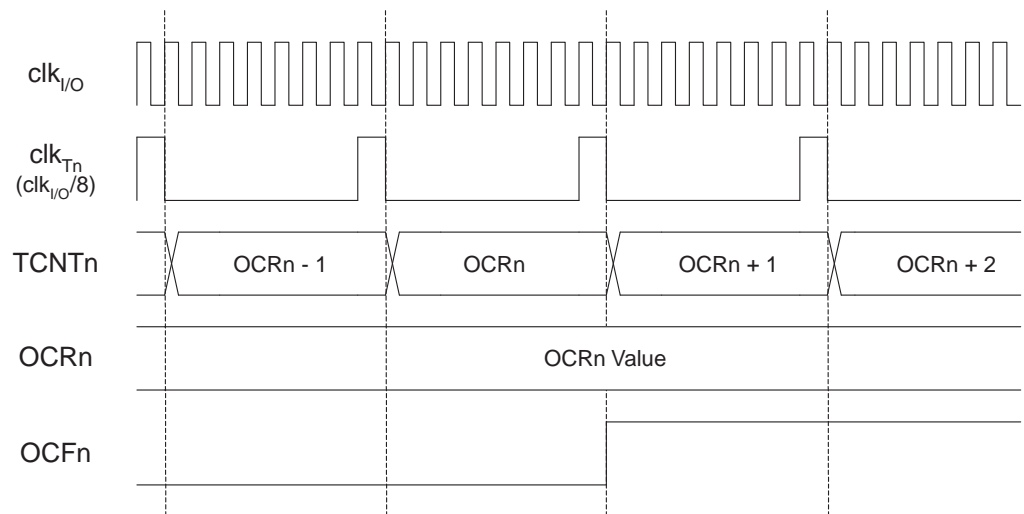 clkI/O
clkTn
(clkI/O/8)
TCNTn
OCRn - 1
OCRn
OCRn + 1
OCRn + 2
OCRn
OCRn Value
OCFn